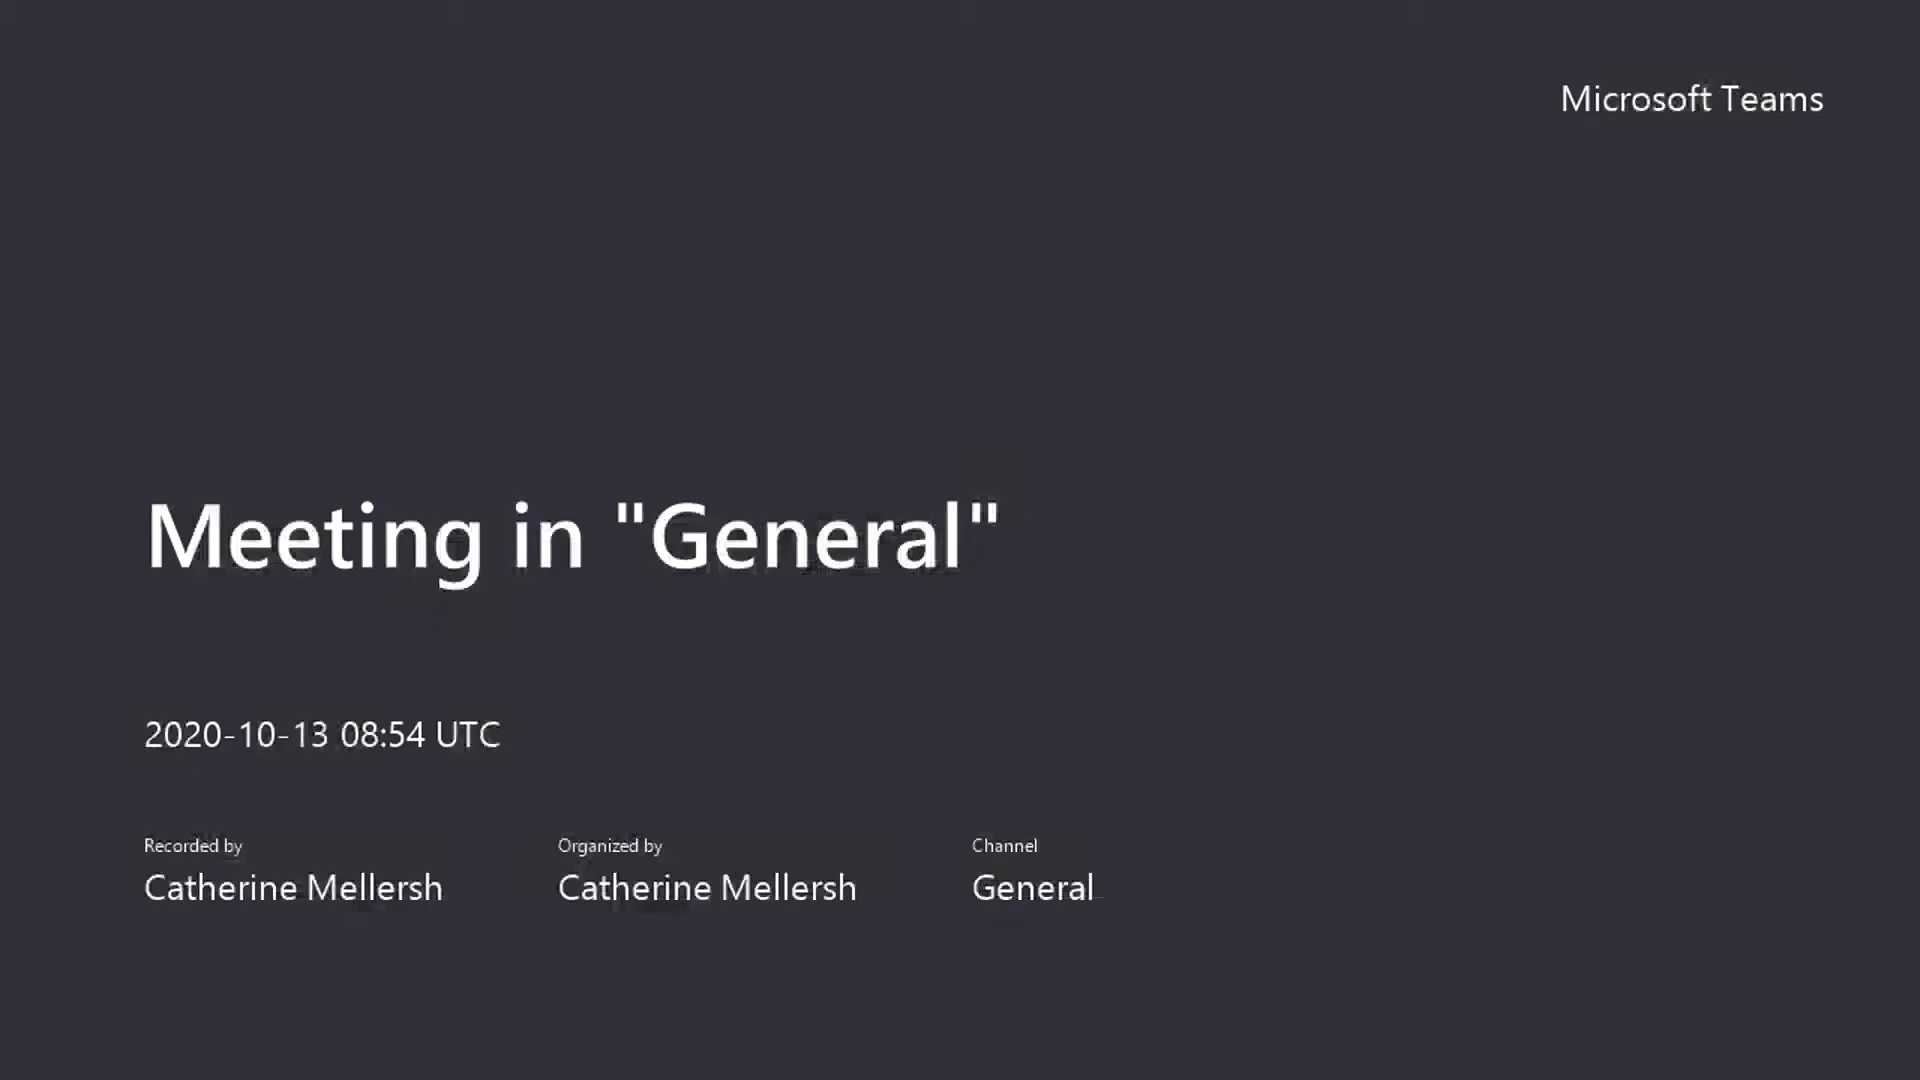 Microsoft Teams
Meeting in "General"
2020-10-13 08:54 UTC
Recorded by
Catherine Mellersh
Organized by
Catherine Mellersh
Channel
General